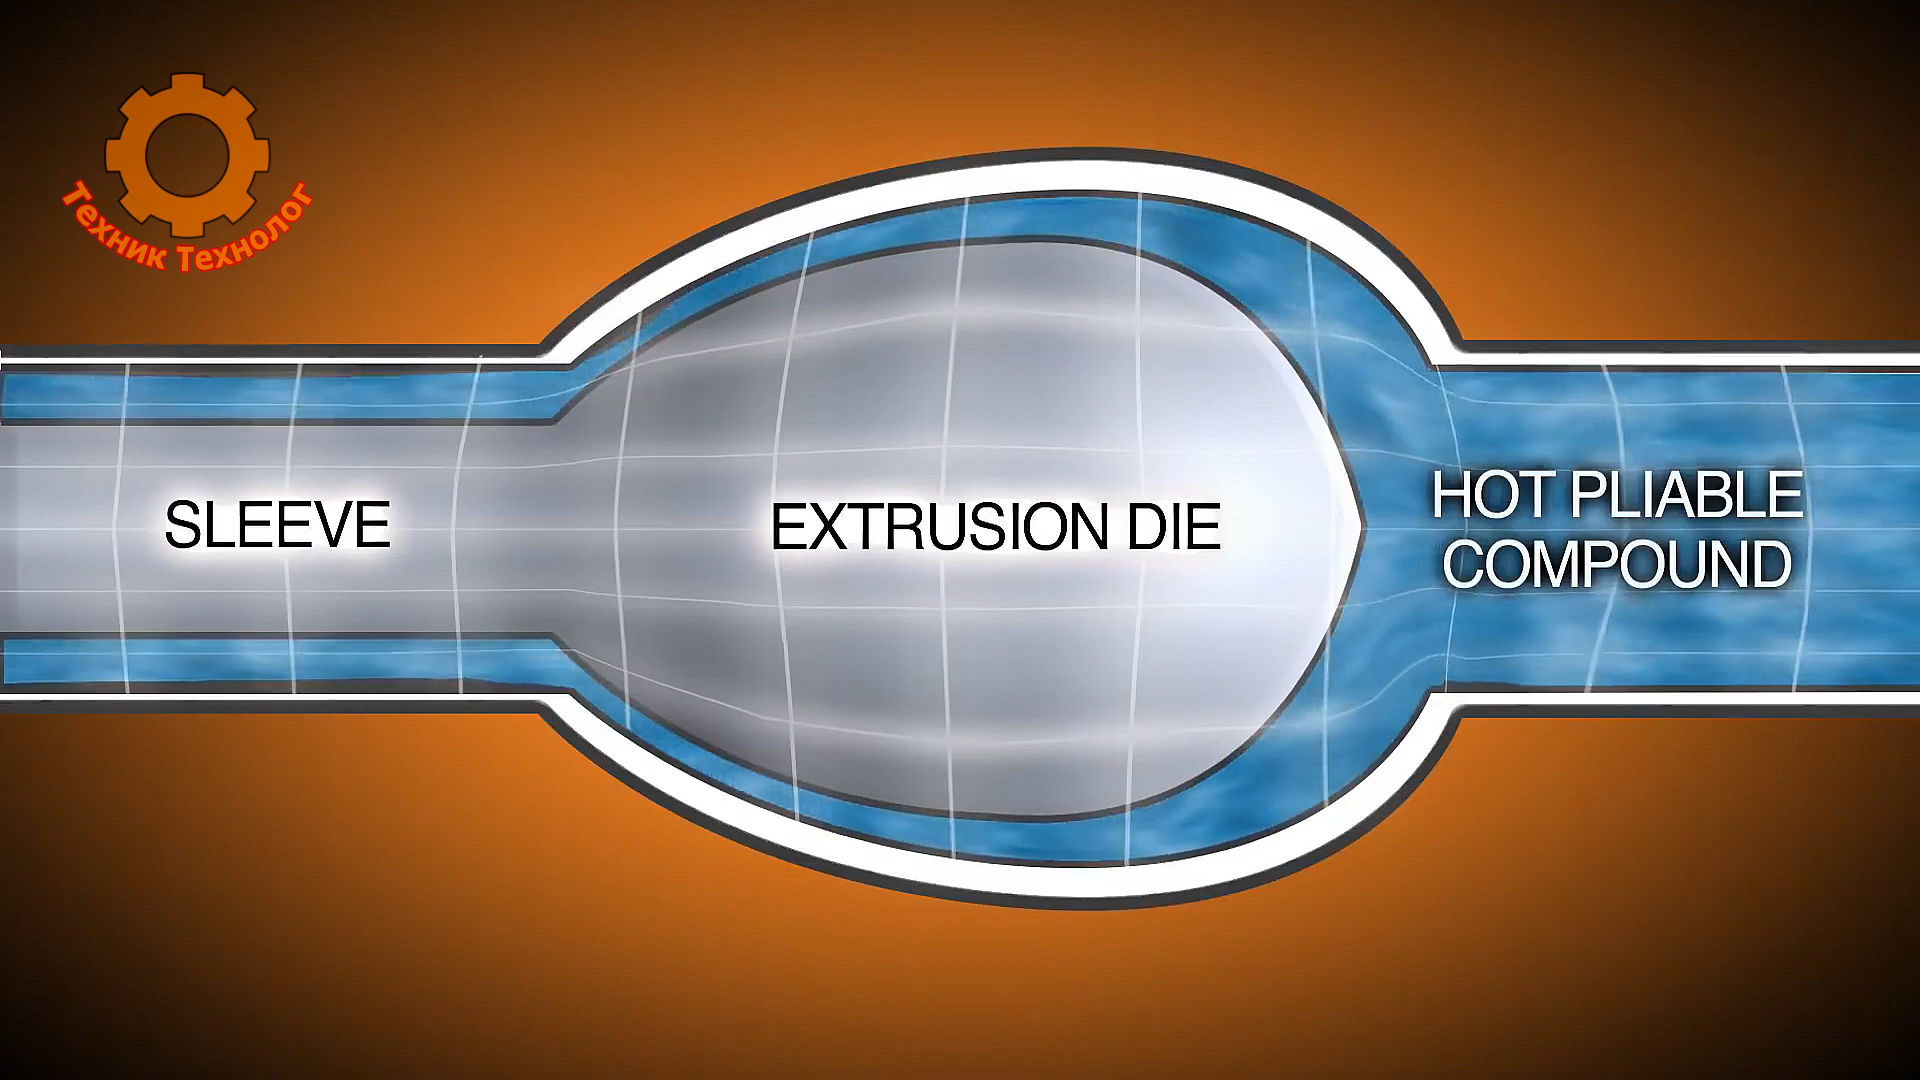 Техник Технолог
SLEEVE
EXTRUSION DIE
HOT PLIABLE
COMPOUND